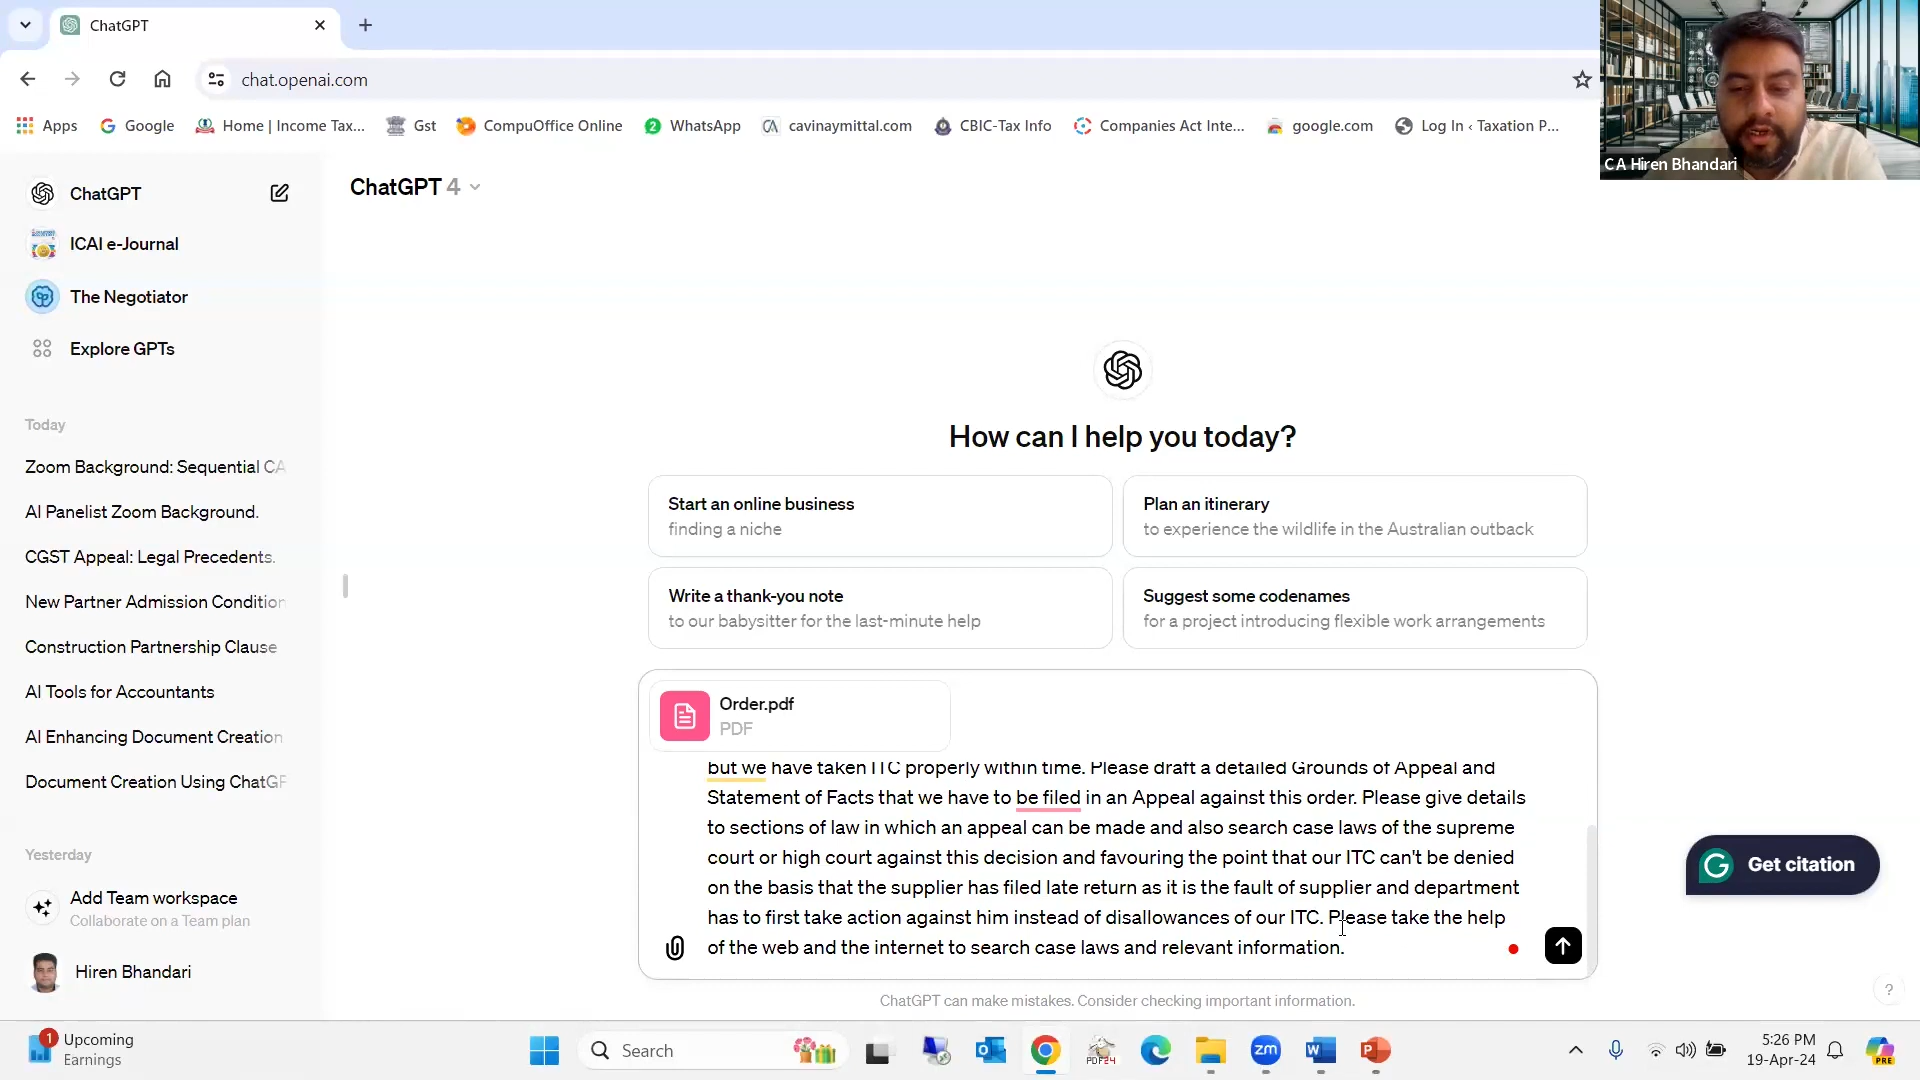 ChatGPT
chat.openai.com
Apps
Google
Home | Income Tax...
Gst
CompuOffice Online
2
WhatsApp
CA
cavinaymittal.com
CBIC-Tax Info
Companies Act Inte...
google.com
Log In ‹ Taxation P...
CA Hiren Bhandari
ChatGPT
ICAI e-Journal
The Negotiator
Explore GPTs
Today
Zoom Background: Sequential CA
AI Panelist Zoom Background.
CGST Appeal: Legal Precedents.
New Partner Admission Condition
Construction Partnership Clause
AI Tools for Accountants
AI Enhancing Document Creation
Document Creation Using ChatGP
Yesterday
Add Team workspace
Collaborate on a Team plan
Hiren Bhandari
ChatGPT 4
How can I help you today?
Start an online business
finding a niche
Plan an itinerary
to experience the wildlife in the Australian outback
Write a thank-you note
to our babysitter for the last-minute help
Suggest some codenames
for a project introducing flexible work arrangements
Order.pdf
PDF
but we have taken ITC properly within time. Please draft a detailed Grounds of Appeal and
Statement of Facts that we have to be filed in an Appeal against this order. Please give details
to sections of law in which an appeal can be made and also search case laws of the supreme
court or high court against this decision and favouring the point that our ITC can't be denied
on the basis that the supplier has filed late return as it is the fault of supplier and department
has to first take action against him instead of disallowances of our ITC. Please take the help
of the web and the internet to search case laws and relevant information.
Get citation
ChatGPT can make mistakes. Consider checking important information.
?
1
Upcoming
Earnings
Search
PDF24
zm
W
P
5:26 PM
19-Apr-24
PRE